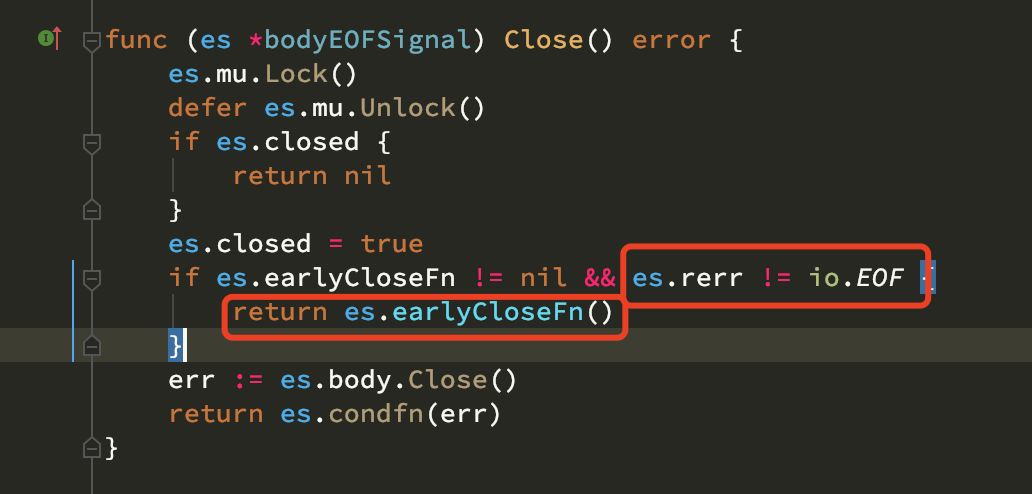 func (es *bodyEOFSignal) Close() error {
    es.mu.Lock()
    defer es.mu.Unlock()
    if es.closed {
        return nil
    }
    es.closed = true
    if es.earlyCloseFn != nil && es.rerr != io.EOF {
        return es.earlyCloseFn()
    }
    err := es.body.Close()
    return es.condfn(err)
}